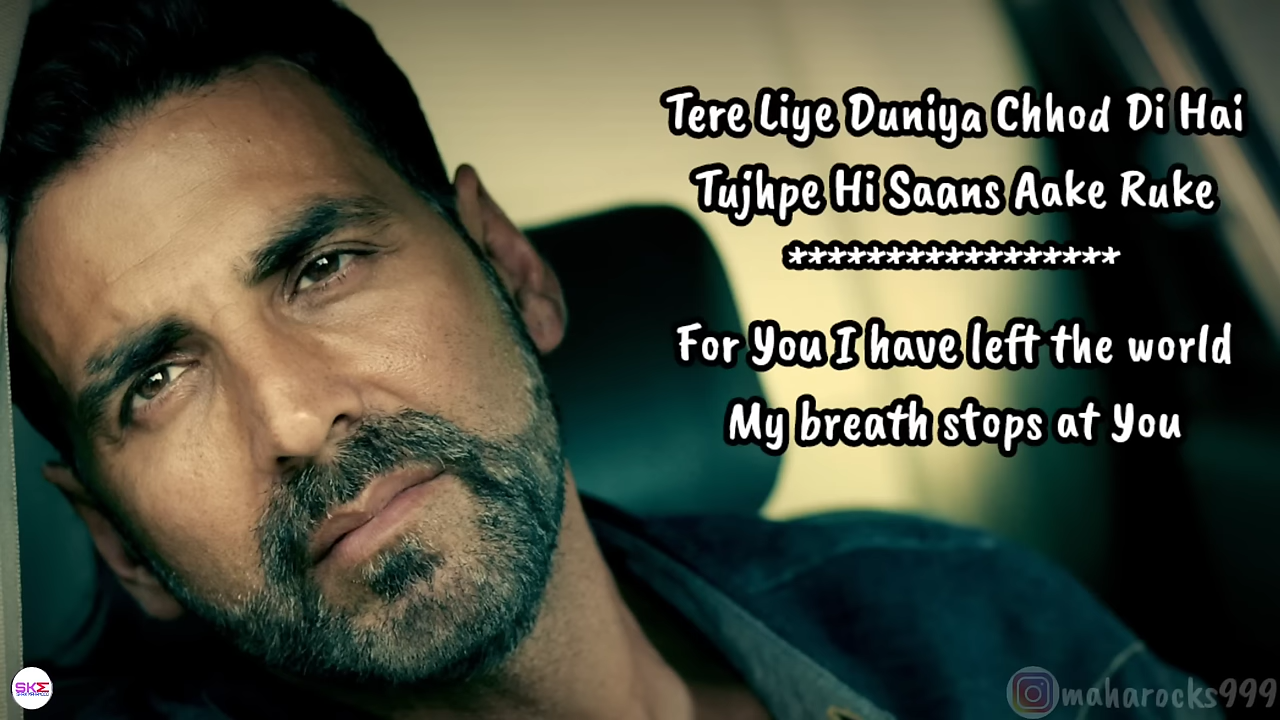 Tere Liye Duniya Chhod Di Hai
Tujhpe Hi Saans Aake Ruke
*****************
For You I have left the world
My breath stops at You
SKE
maharocks999